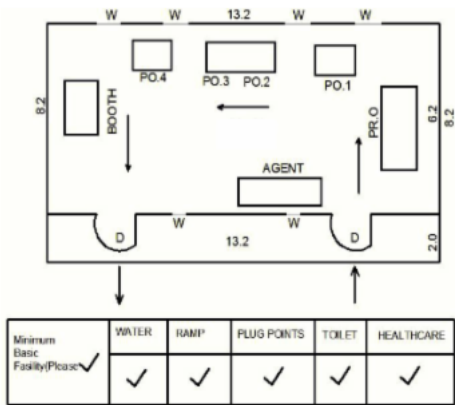 W W 13.2 W W
PO.4 PO.3 PO.2 PO.1
8.2 BOOTH PR.O 6.2 8.2
AGENT
D W W D
13.2 2.0
Minimum
Basic
Fasility(Please ✓
WATER RAMP PLUG POINTS TOILET HEALTHCARE
✓ ✓ ✓ ✓ ✓